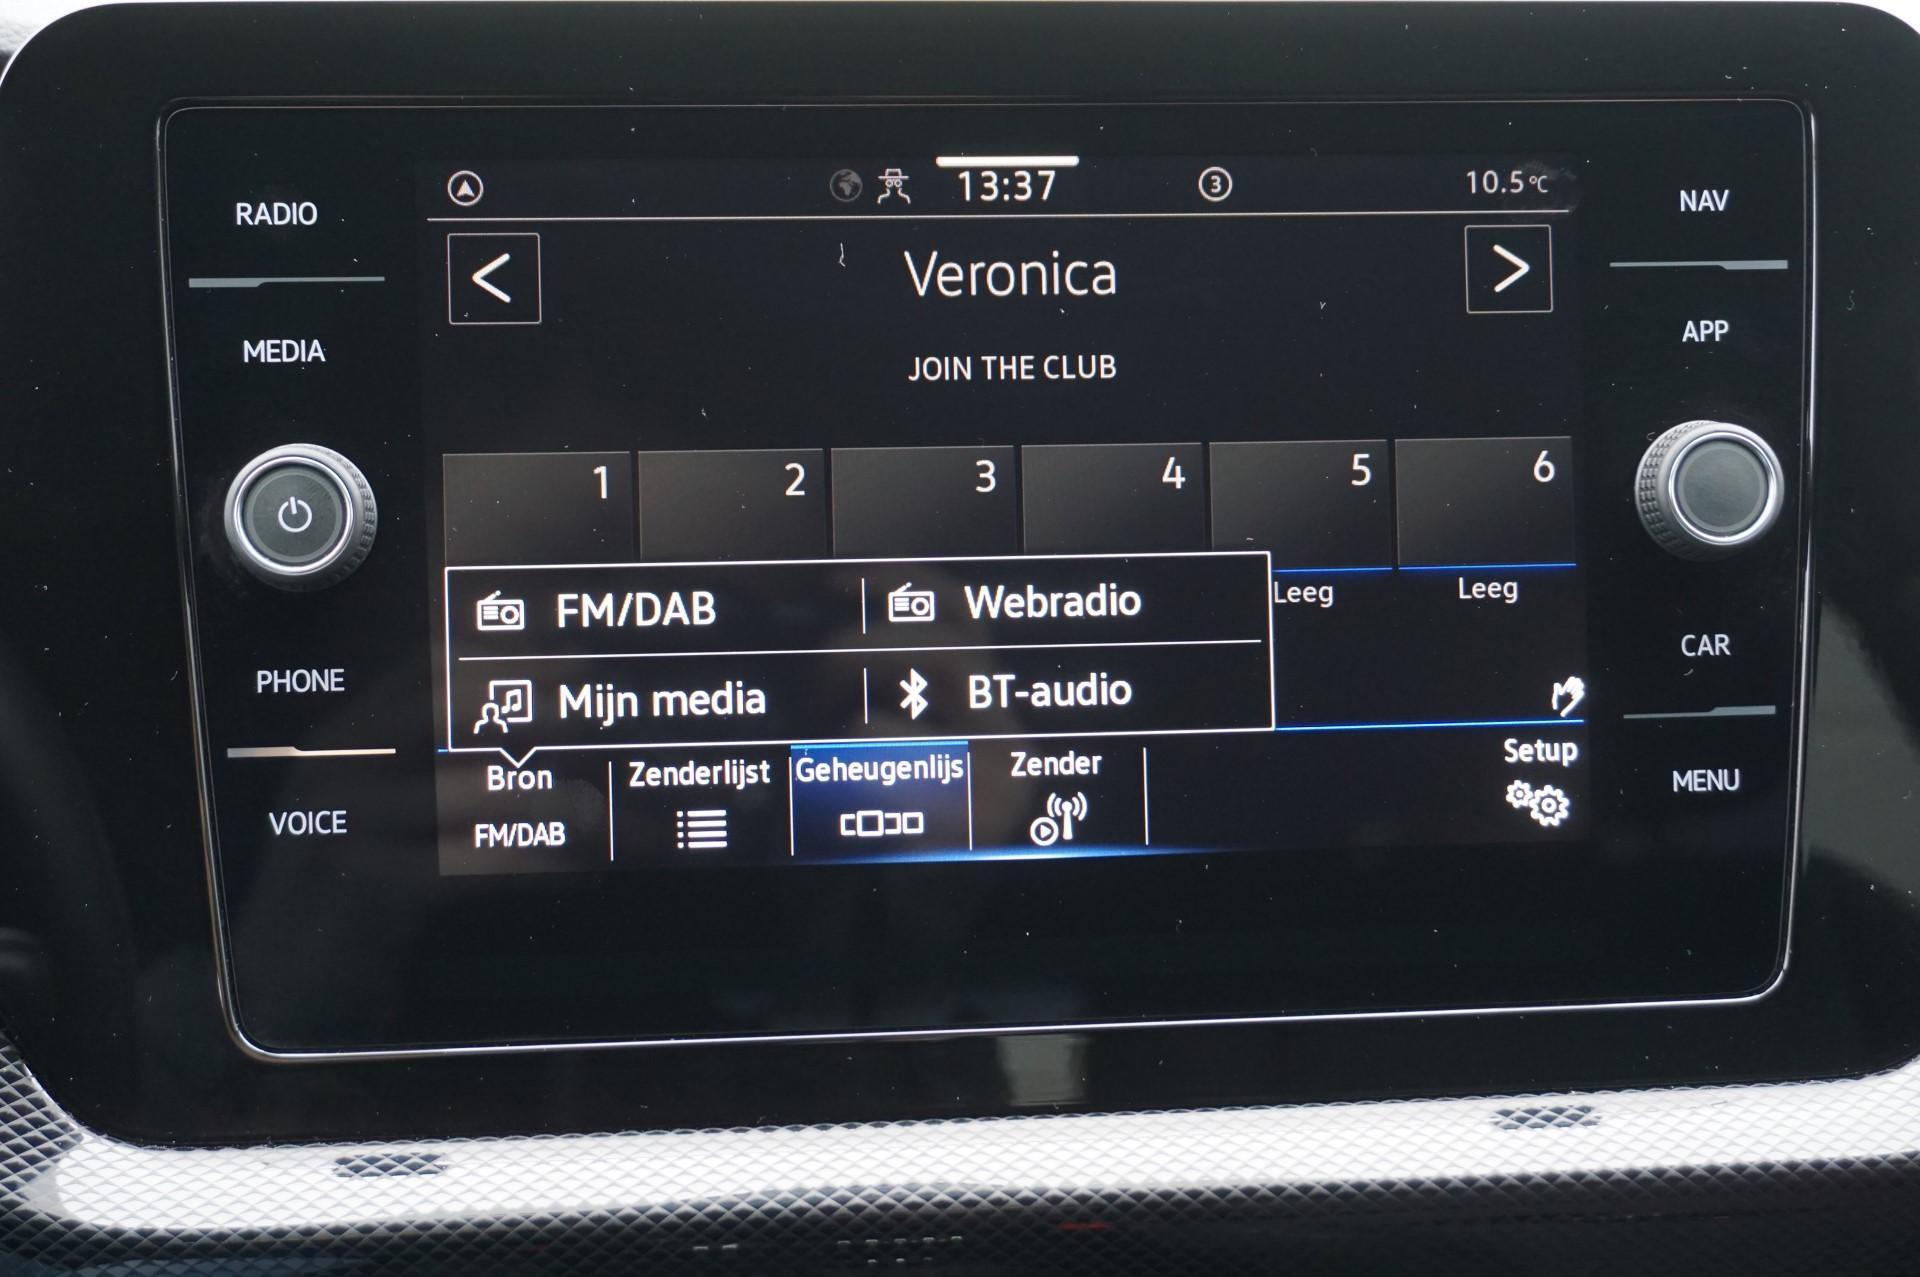 13:37
3
10.5°C
RADIO
NAV
< Veronica >
MEDIA
APP
JOIN THE CLUB
1 2 3 4 5 6
FM/DAB
Webradio
Leeg
Leeg
Mijn media
BT-audio
PHONE
CAR
Bron
Zenderlijst
Geheugenlijs
Zender
Setup
FM/DAB
VOICE
MENU